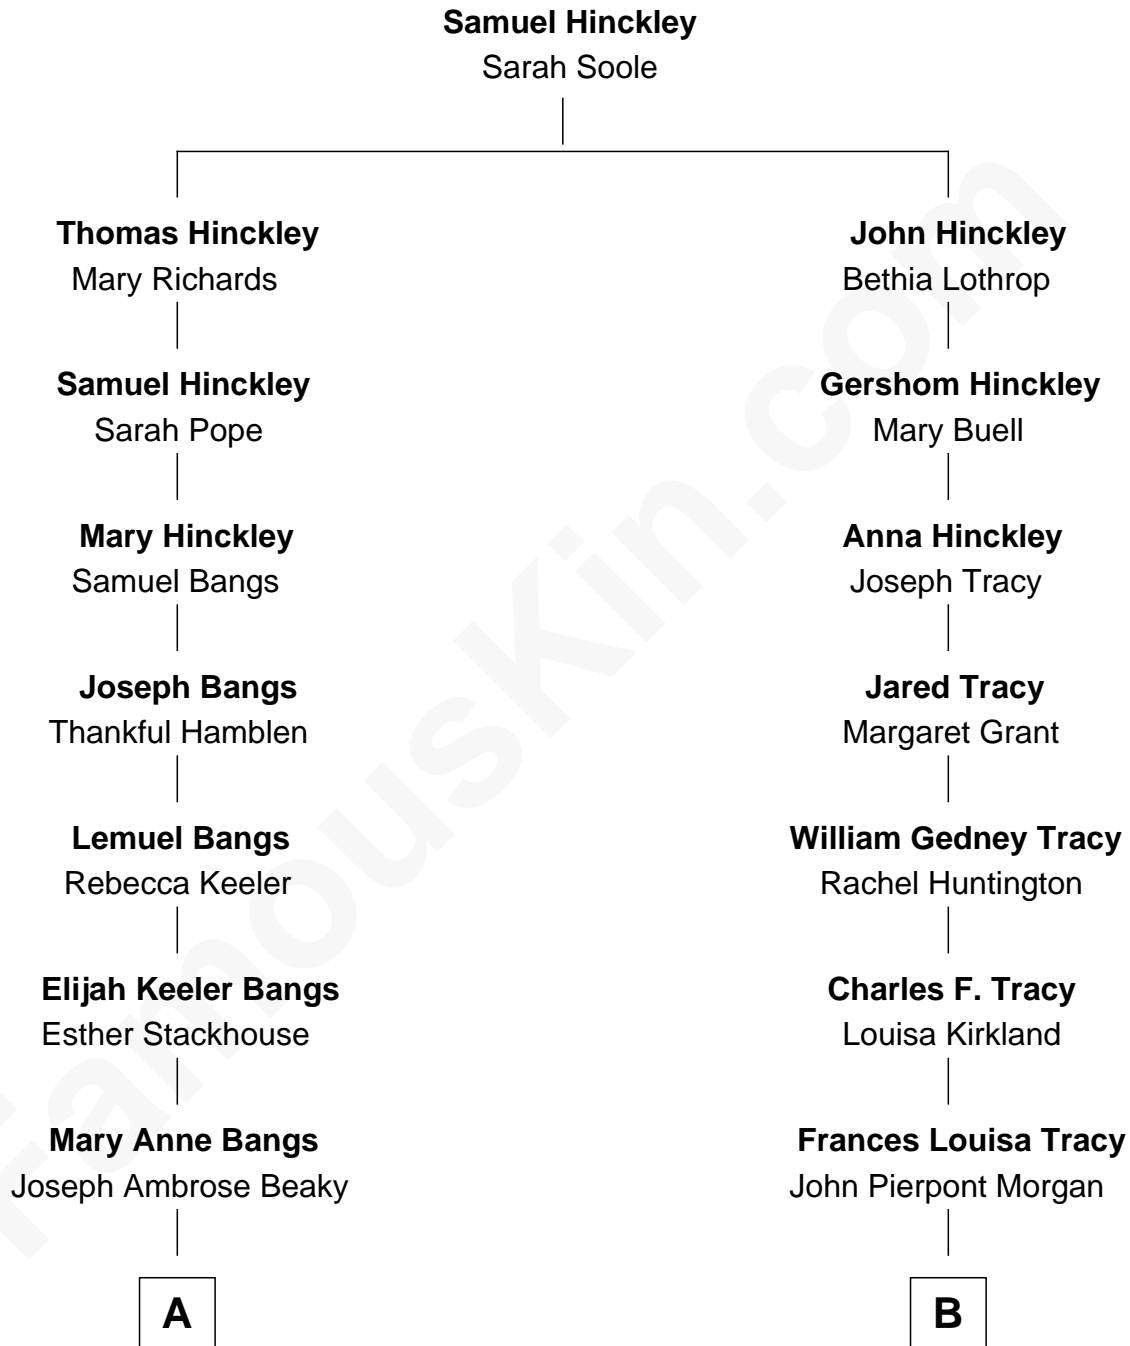 Samuel Hinckley
Sarah Soole
Thomas Hinckley
Mary Richards
John Hinckley
Bethia Lothrop
Samuel Hinckley
Sarah Pope
Gershom Hinckley
Mary Buell
Mary Hinckley
Samuel Bangs
Anna Hinckley
Joseph Tracy
Joseph Bangs
Thankful Hamblen
Jared Tracy
Margaret Grant
Lemuel Bangs
Rebecca Keeler
William Gedney Tracy
Rachel Huntington
Elijah Keeler Bangs
Esther Stackhouse
Charles F. Tracy
Louisa Kirkland
Mary Anne Bangs
Joseph Ambrose Beaky
Frances Louisa Tracy
John Pierpont Morgan
A
B
FamousKin.com